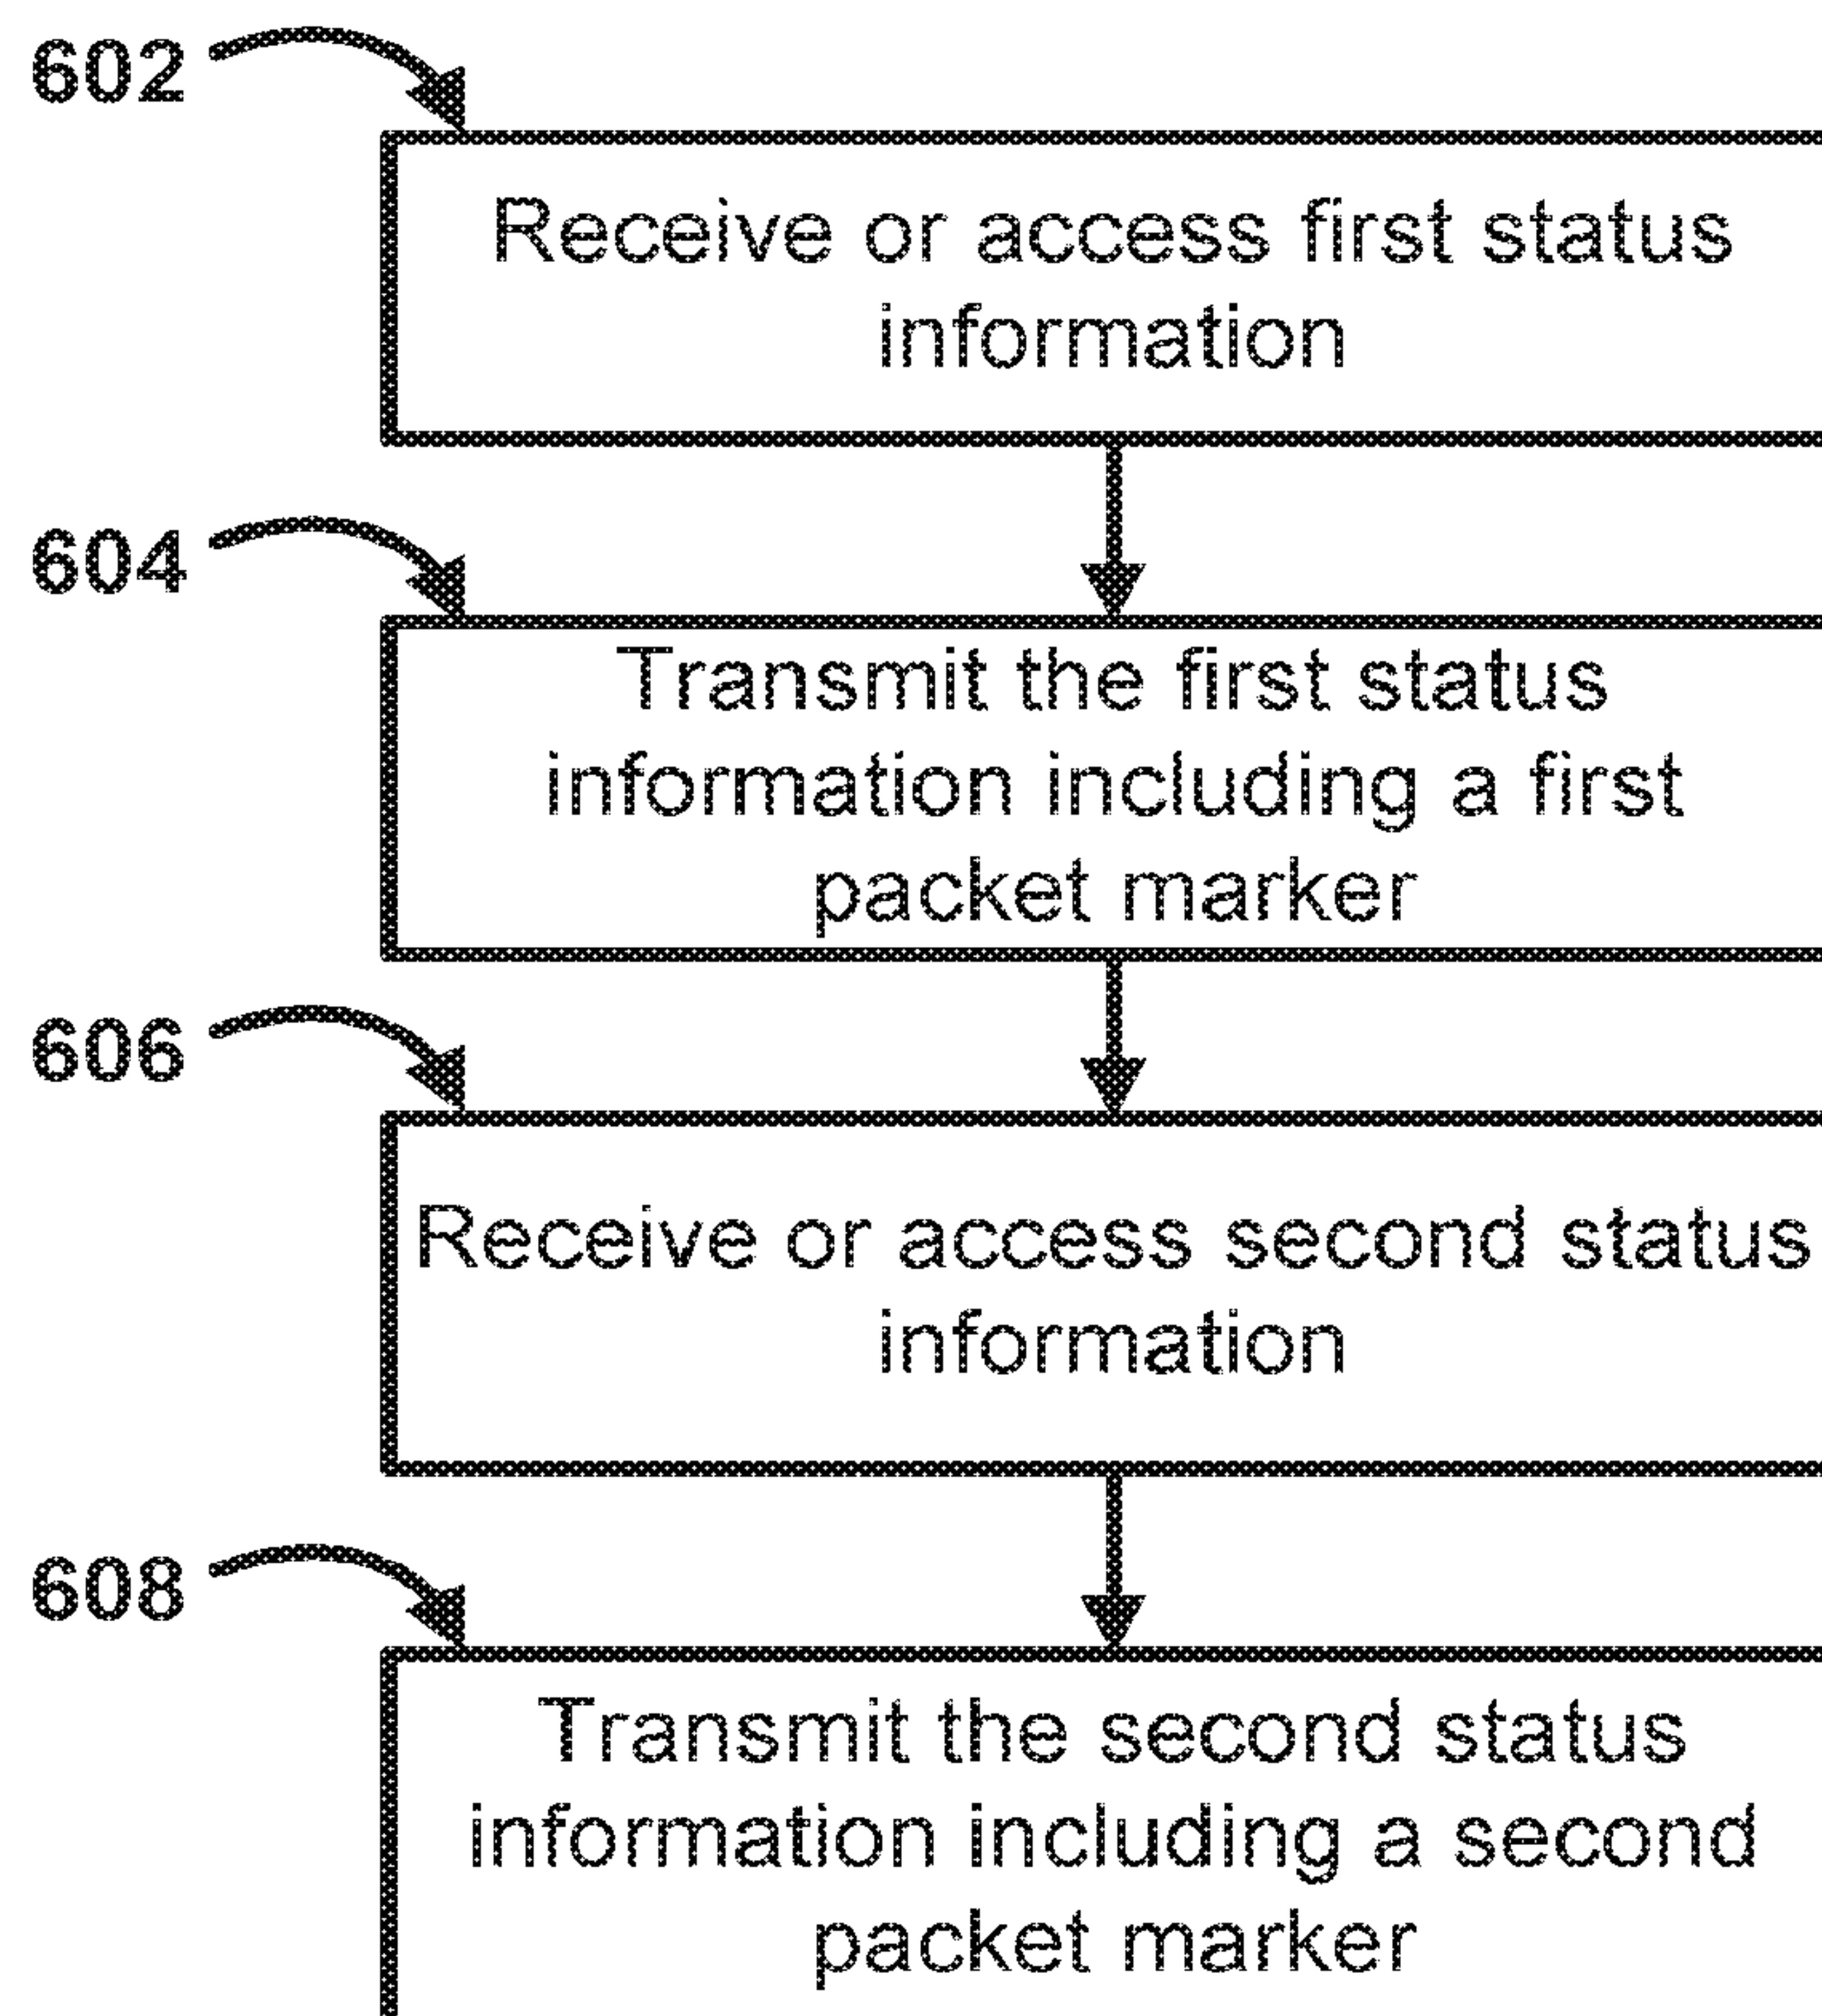 602
Receive or access first status
information
604
Transmit the first status
information including a first
packet marker
606
Receive or access second status
information
608
Transmit the second status
information including a second
packet marker